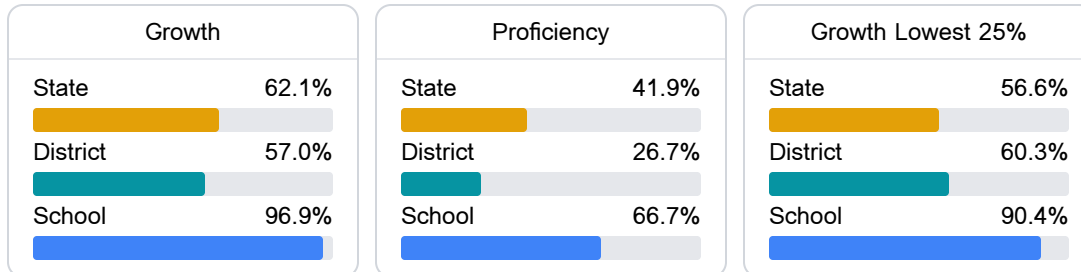 Growth
State 62.1%
District 57.0%
School 96.9%
Proficiency
State 41.9%
District 26.7%
School 66.7%
Growth Lowest 25%
State 56.6%
District 60.3%
School 90.4%